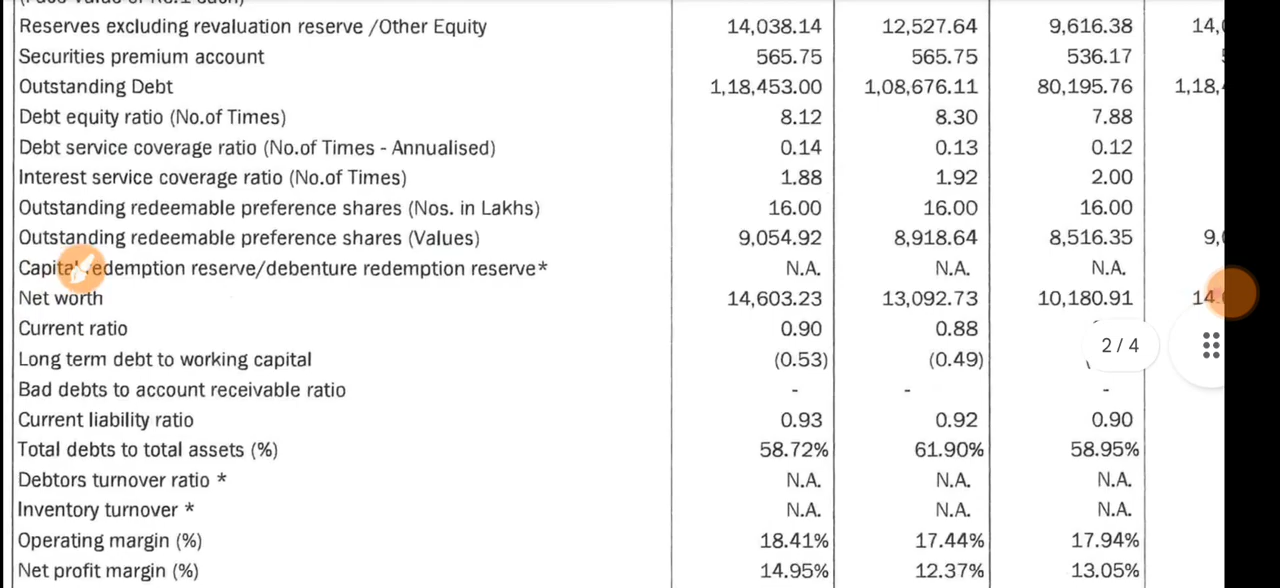 Reserves excluding revaluation reserve /Other Equity 14,038.14 12,527.64 9,616.38
Securities premium account 565.75 565.75 536.17
Outstanding Debt 1,18,453.00 1,08,676.11 80,195.76
Debt equity ratio (No.of Times) 8.12 8.30 7.88
Debt service coverage ratio (No.of Times - Annualised) 0.14 0.13 0.12
Interest service coverage ratio (No.of Times) 1.88 1.92 2.00
Outstanding redeemable preference shares (Nos. in Lakhs) 16.00 16.00 16.00
Outstanding redeemable preference shares (Values) 9,054.92 8,918.64 8,516.35
redemption reserve/debenture redemption reserve* N.A. N.A. N.A.
Net worth 14,603.23 13,092.73 10,180.91
Current ratio 0.90 0.88
2 / 4
Long term debt to working capital (0.53) (0.49)
Bad debts to account receivable ratio - - -
Current liability ratio 0.93 0.92 0.90
Total debts to total assets (%) 58.72% 61.90% 58.95%
Debtors turnover ratio * N.A. N.A. N.A.
Inventory turnover * N.A. N.A. N.A.
Operating margin (%) 18.41% 17.44% 17.94%
Net profit margin (%) 14.95% 12.37% 13.05%